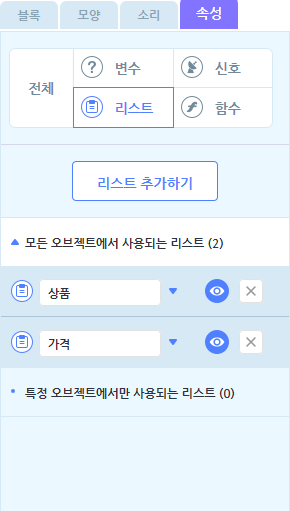 블록 모양 소리 속성
전체 ? 변수 신호
리스트 f 함수
리스트 추가하기
모든 오브젝트에서 사용되는 리스트 (2)
상품
가격
특정 오브젝트에서만 사용되는 리스트 (0)